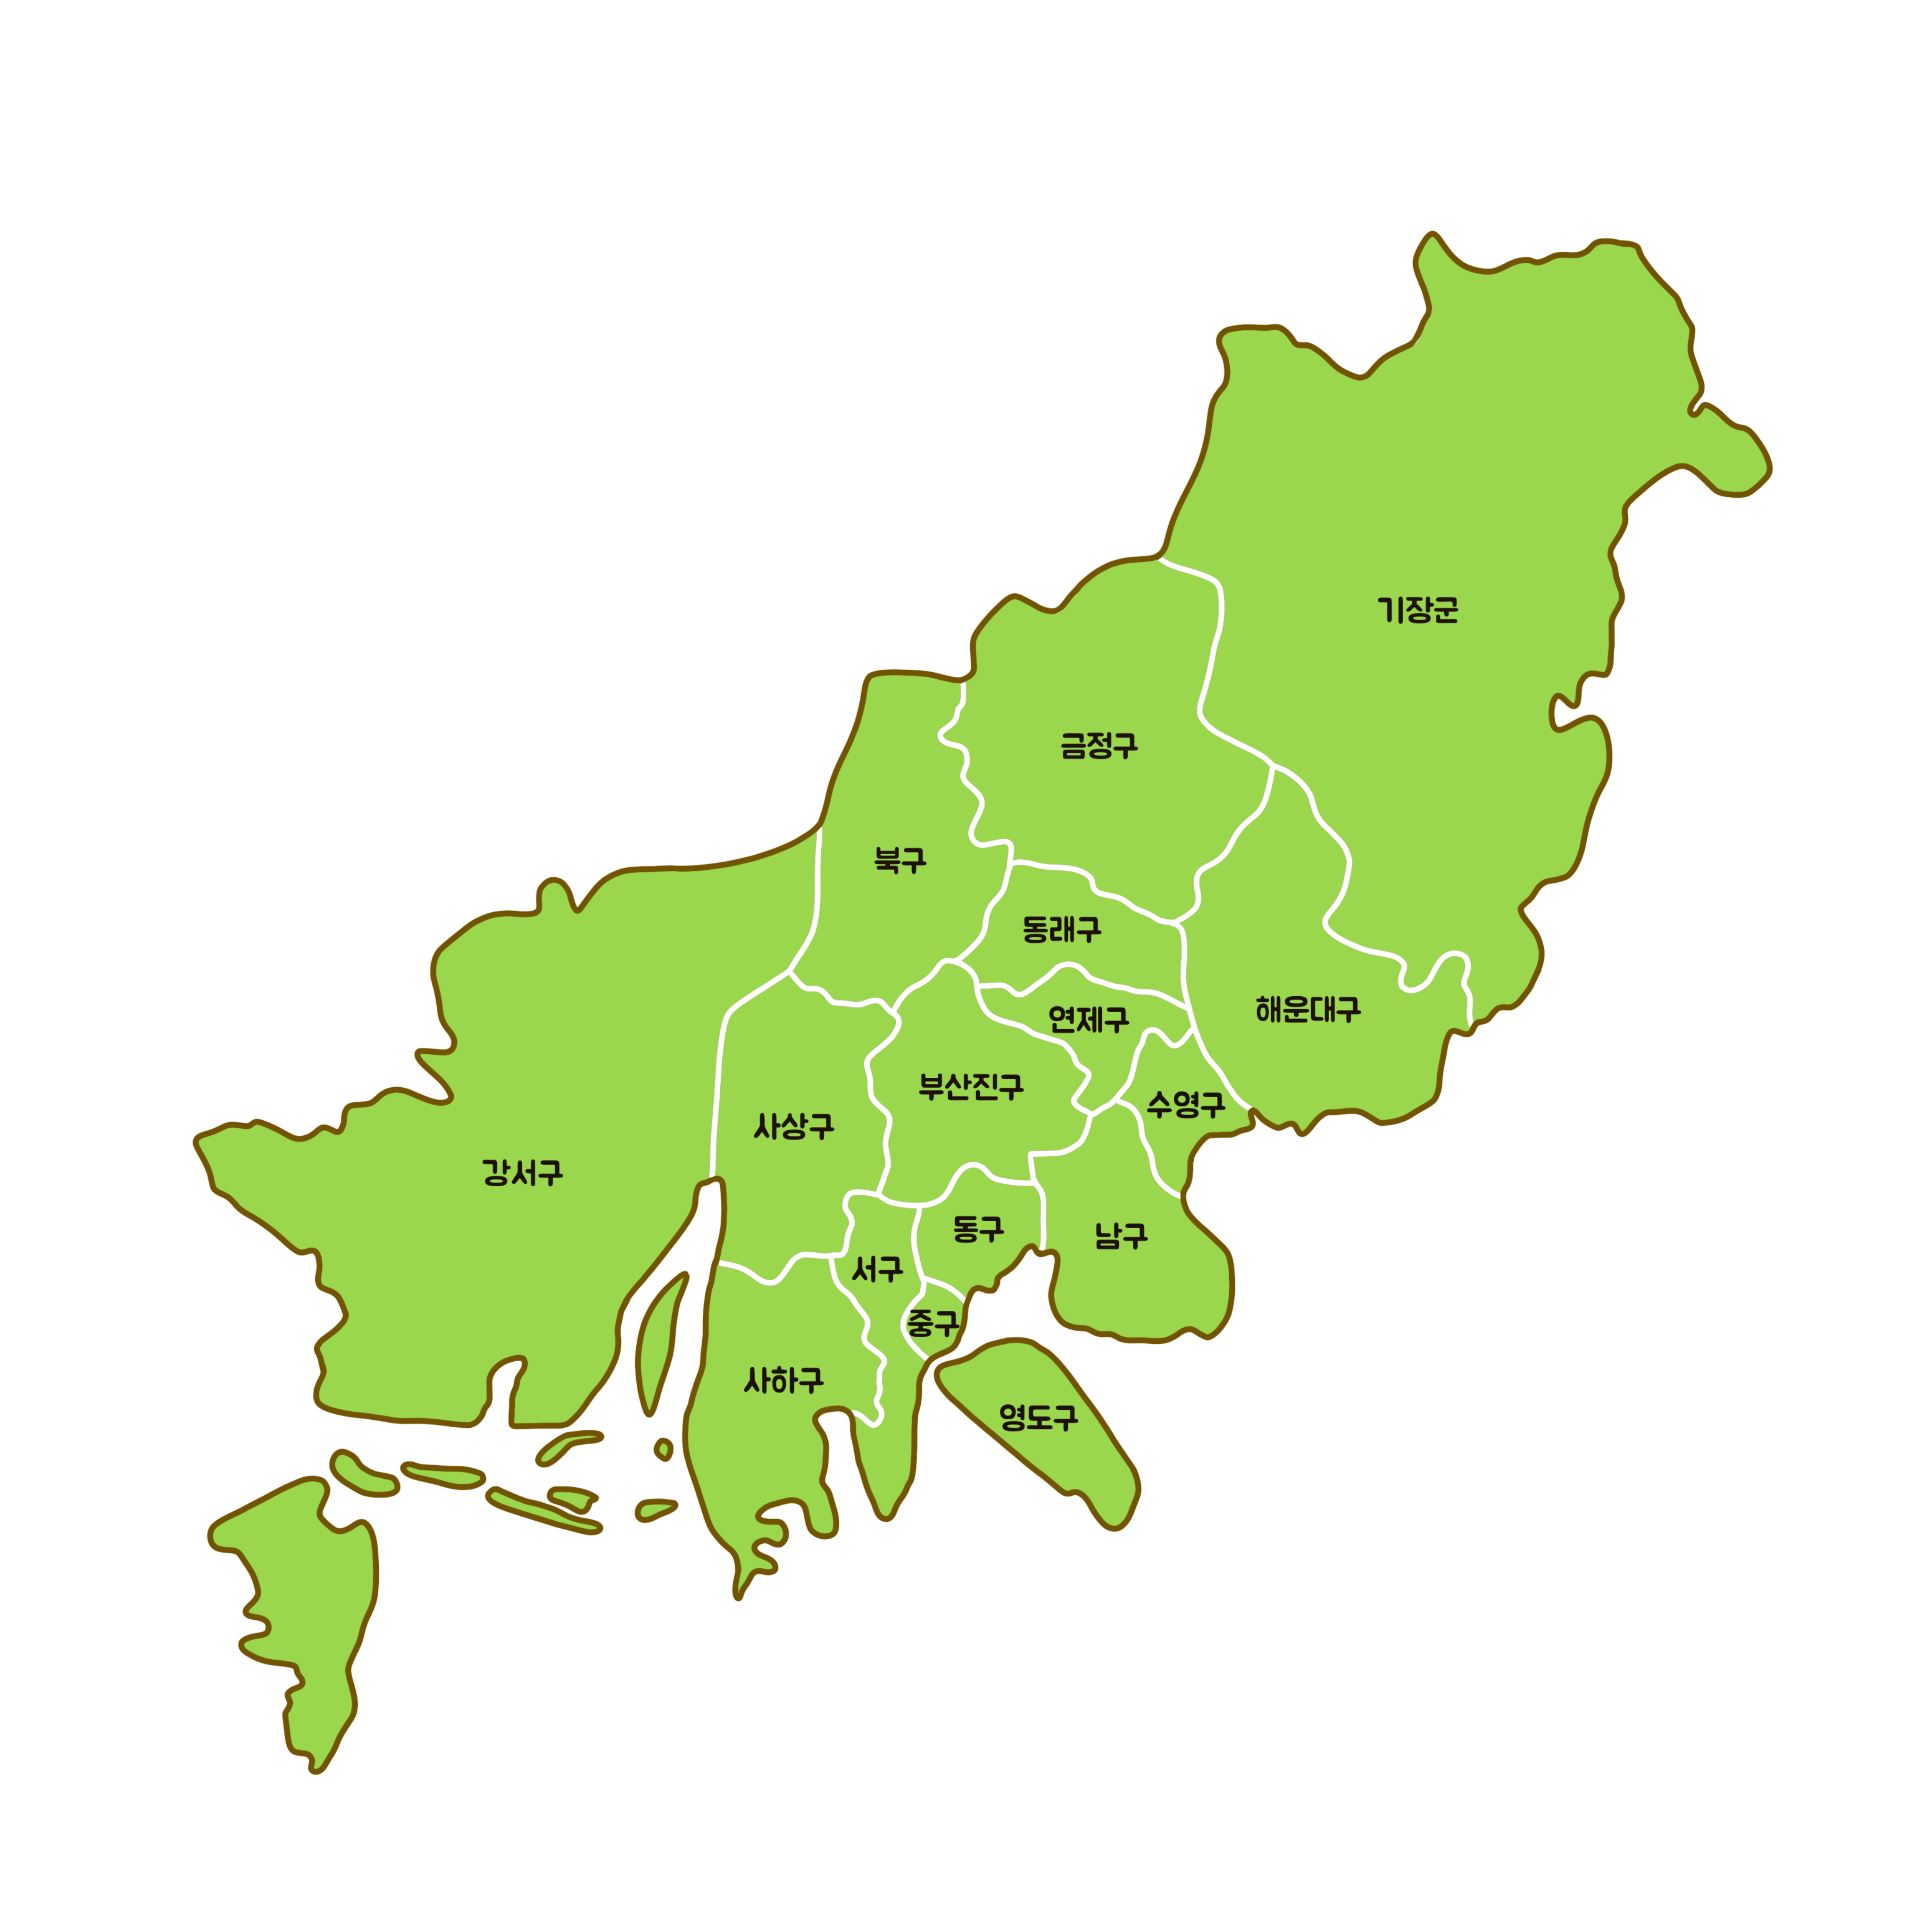 기장군
금정구
북구
동래구
해운대구
연제구
부산진구
수영구
사상구
강서구
동구
남구
서구
중구
사하구
영도구